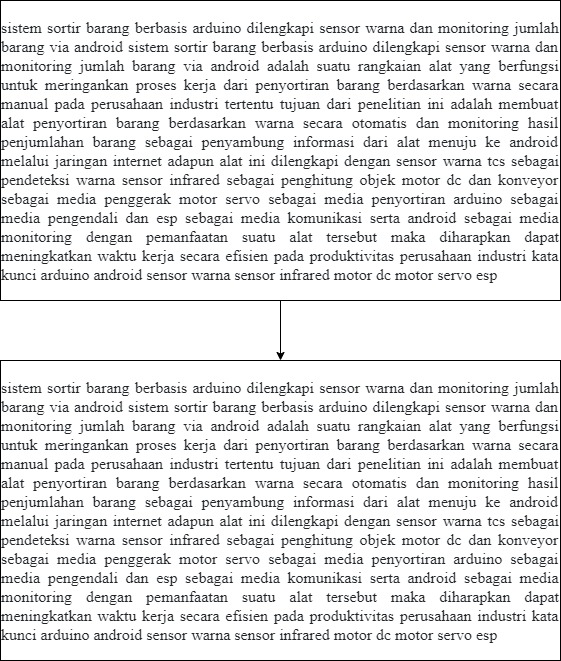 sistem sortir barang berbasis arduino dilengkapi sensor warna dan monitoring jumlah
barang via android sistem sortir barang berbasis arduino dilengkapi sensor warna dan
monitoring jumlah barang via android adalah suatu rangkaian alat yang berfungsi
untuk meringankan proses kerja dari penyortiran barang berdasarkan warna secara
manual pada perusahaan industri tertentu tujuan dari penelitian ini adalah membuat
alat penyortiran barang berdasarkan warna secara otomatis dan monitoring hasil
penjumlahan barang sebagai penyambung informasi dari alat menuju ke android
melalui jaringan internet adapun alat ini dilengkapi dengan sensor warna tcs sebagai
pendeteksi warna sensor infrared sebagai penghitung objek motor dc dan konveyor
sebagai media penggerak motor servo sebagai media penyortiran arduino sebagai
media pengendali dan esp sebagai media komunikasi serta android sebagai media
monitoring dengan pemanfaatan suatu alat tersebut maka diharapkan dapat
meningkatkan waktu kerja secara efisien pada produktivitas perusahaan industri kata
kunci arduino android sensor warna sensor infrared motor dc motor servo esp
sistem sortir barang berbasis arduino dilengkapi sensor warna dan monitoring jumlah
barang via android sistem sortir barang berbasis arduino dilengkapi sensor warna dan
monitoring jumlah barang via android adalah suatu rangkaian alat yang berfungsi
untuk meringankan proses kerja dari penyortiran barang berdasarkan warna secara
manual pada perusahaan industri tertentu tujuan dari penelitian ini adalah membuat
alat penyortiran barang berdasarkan warna secara otomatis dan monitoring hasil
penjumlahan barang sebagai penyambung informasi dari alat menuju ke android
melalui jaringan internet adapun alat ini dilengkapi dengan sensor warna tcs sebagai
pendeteksi warna sensor infrared sebagai penghitung objek motor dc dan konveyor
sebagai media penggerak motor servo sebagai media penyortiran arduino sebagai
media pengendali dan esp sebagai media komunikasi serta android sebagai media
monitoring dengan pemanfaatan suatu alat tersebut maka diharapkan dapat
meningkatkan waktu kerja secara efisien pada produktivitas perusahaan industri kata
kunci arduino android sensor warna sensor infrared motor dc motor servo esp